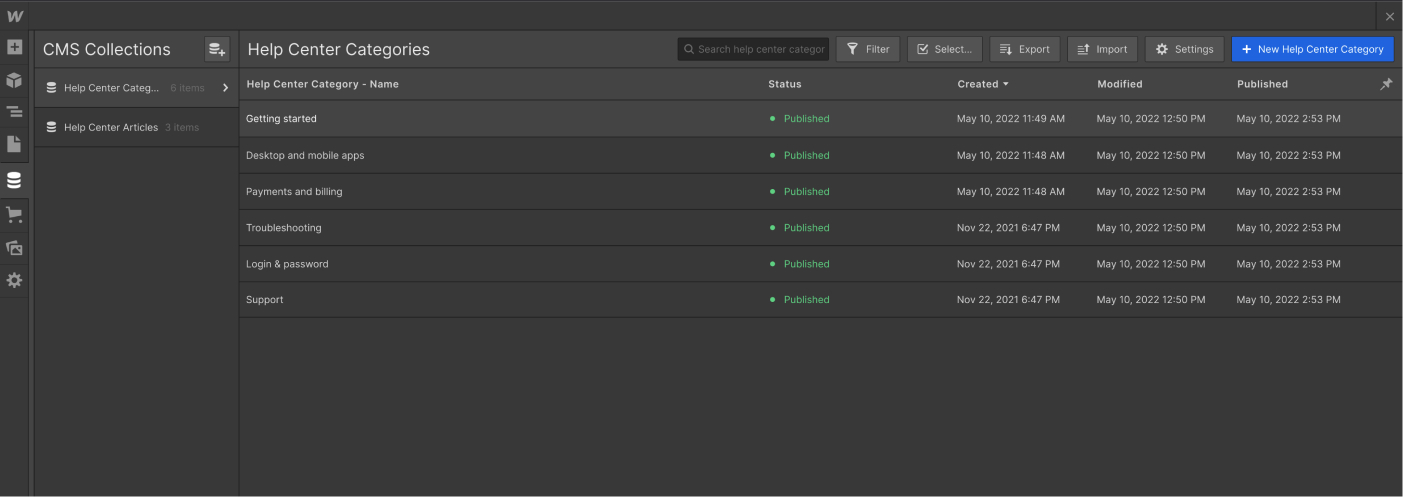 W
CMS Collections
Help Center Categories
Search help center categor
Filter
Select...
Export
Import
Settings
+ New Help Center Category
Help Center Categ... 6 items
Help Center Articles 3 items
Help Center Category - Name Status Created Modified Published
Getting started Published May 10, 2022 11:49 AM May 10, 2022 12:50 PM May 10, 2022 2:53 PM
Desktop and mobile apps Published May 10, 2022 11:48 AM May 10, 2022 12:50 PM May 10, 2022 2:53 PM
Payments and billing Published May 10, 2022 11:48 AM May 10, 2022 12:50 PM May 10, 2022 2:53 PM
Troubleshooting Published Nov 22, 2021 6:47 PM May 10, 2022 12:50 PM May 10, 2022 2:53 PM
Login & password Published Nov 22, 2021 6:47 PM May 10, 2022 12:50 PM May 10, 2022 2:53 PM
Support Published Nov 22, 2021 6:47 PM May 10, 2022 12:50 PM May 10, 2022 2:53 PM